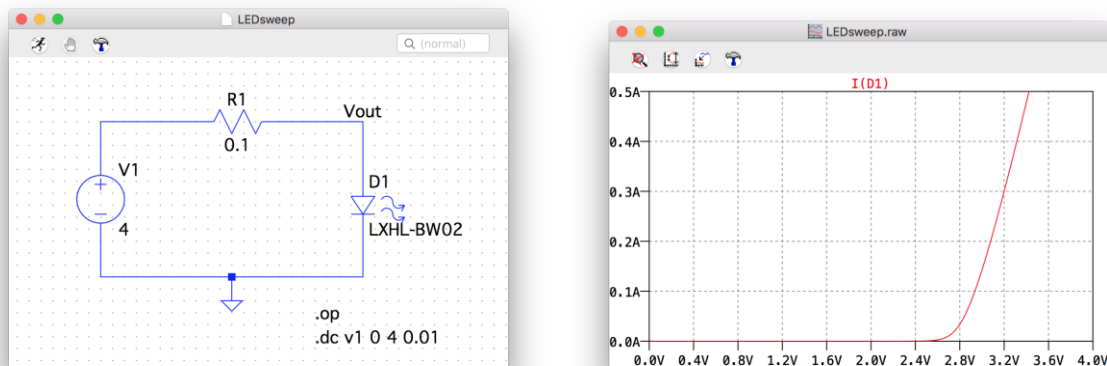 LEDsweep
(normal)
R1
Vout
0.1
V1
D1
4
LXHL-BW02
.op
.dc v1 0 4 0.01
LEDsweep.raw
I(D1)
0.5A
0.4A
0.3A
0.2A
0.1A
0.0A
0.0V 0.4V 0.8V 1.2V 1.6V 2.0V 2.4V 2.8V 3.2V 3.6V 4.0V